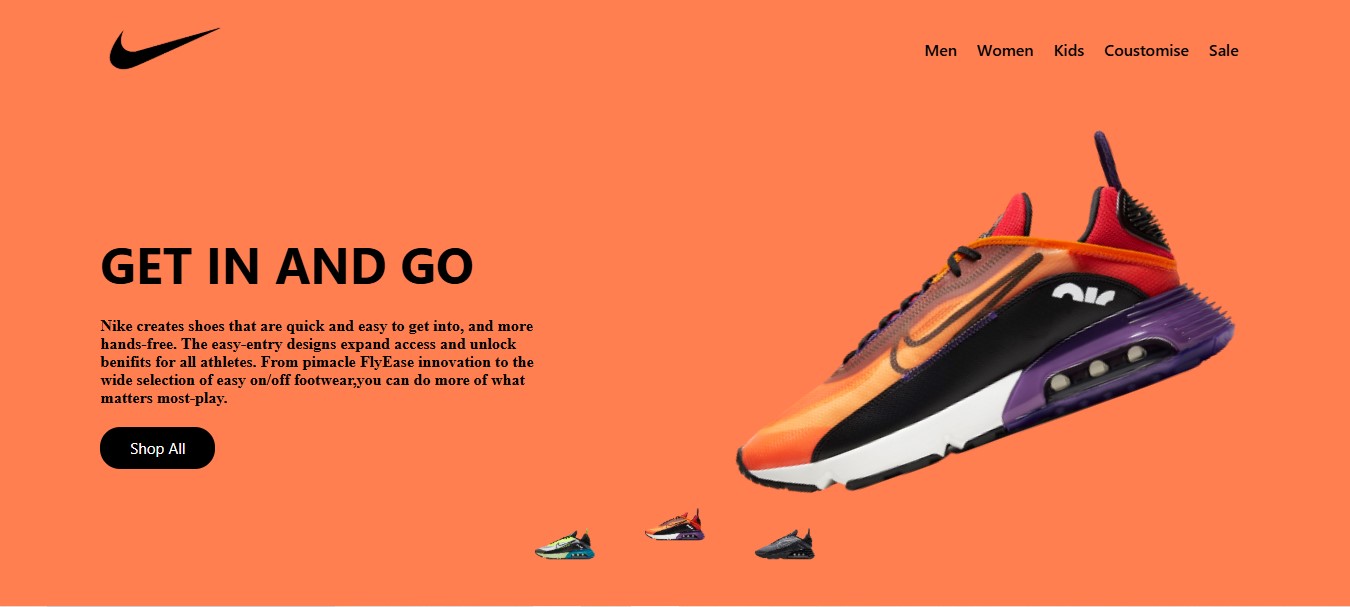 Men Women Kids Coustomise Sale
GET IN AND GO
Nike creates shoes that are quick and easy to get into, and more
hands-free. The easy-entry designs expand access and unlock
benifits for all athletes. From pimacle FlyEase innovation to the
wide selection of easy on/off footwear,you can do more of what
matters most-play.
Shop All